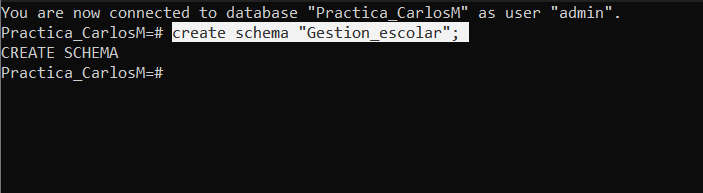 You are now connected to database "Practica_CarlosM" as user "admin".
Practica_CarlosM=# create schema "Gestion_escolar";
CREATE SCHEMA
Practica_CarlosM=#